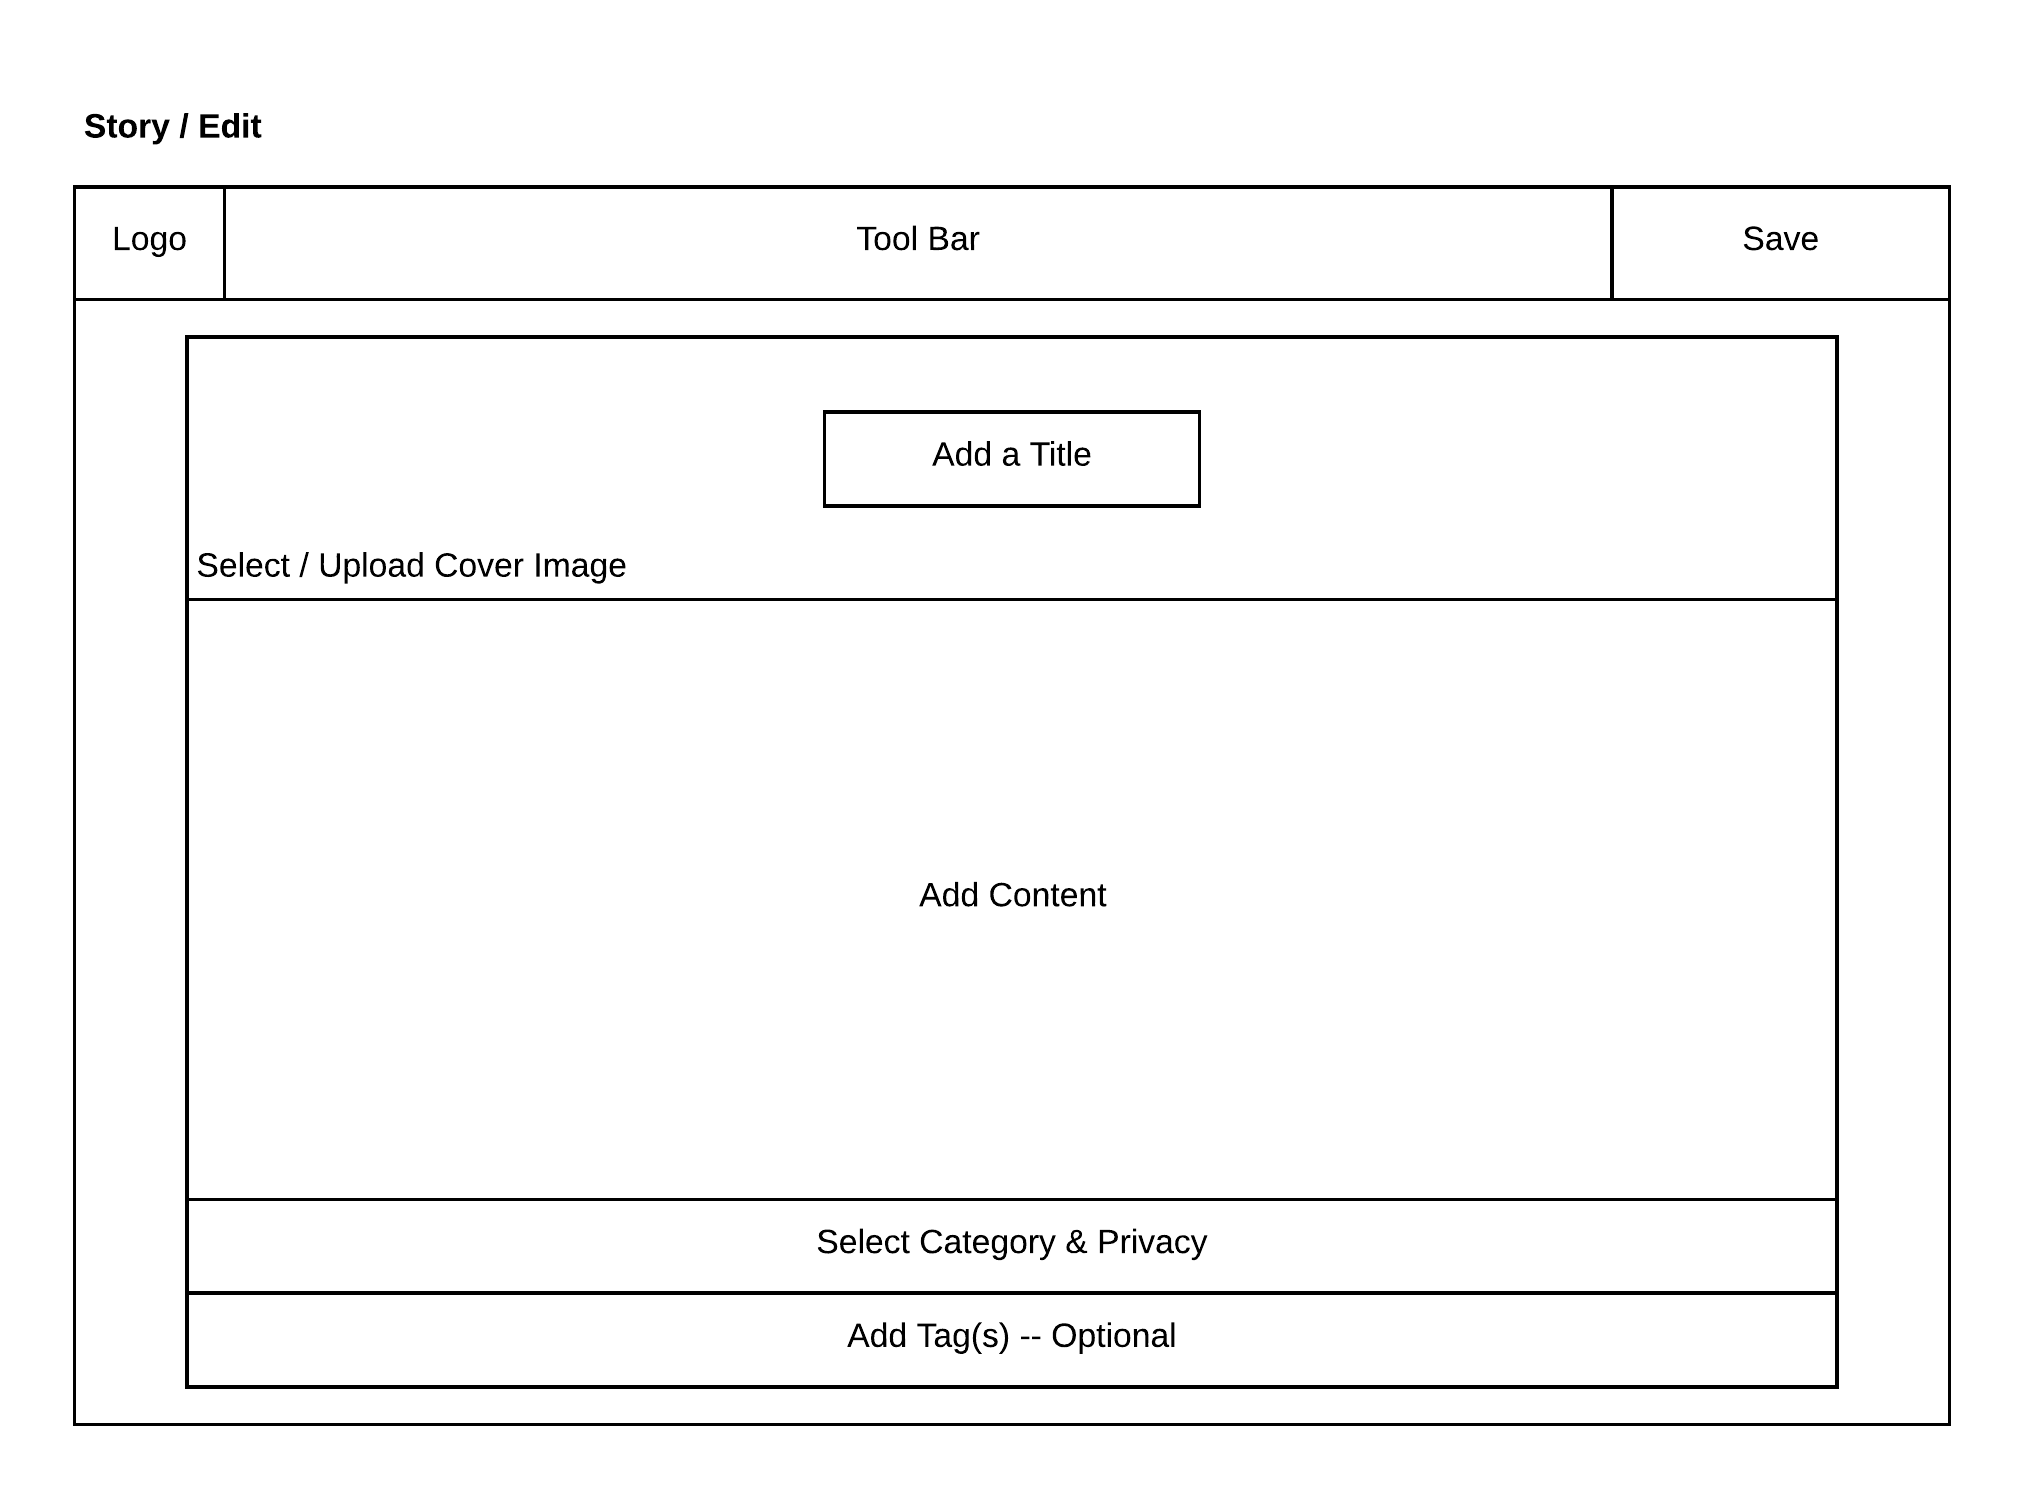 Story / Edit
Logo
Tool Bar
Save
Add a Title
Select / Upload Cover Image
Add Content
Select Category & Privacy
Add Tag(s) -- Optional